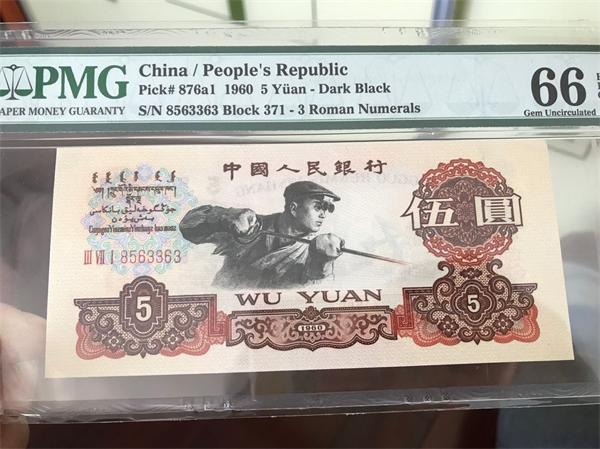 PMG
PAPER MONEY GUARANTY
China / People's Republic
Pick# 876a1 1960 5 Yüan - Dark Black
S/N 8563363 Block 371 - 3 Roman Numerals
66
Gem Uncirculated
中國人民銀行
伍圓
III VII I 8563363
5
WU YUAN
1960
5